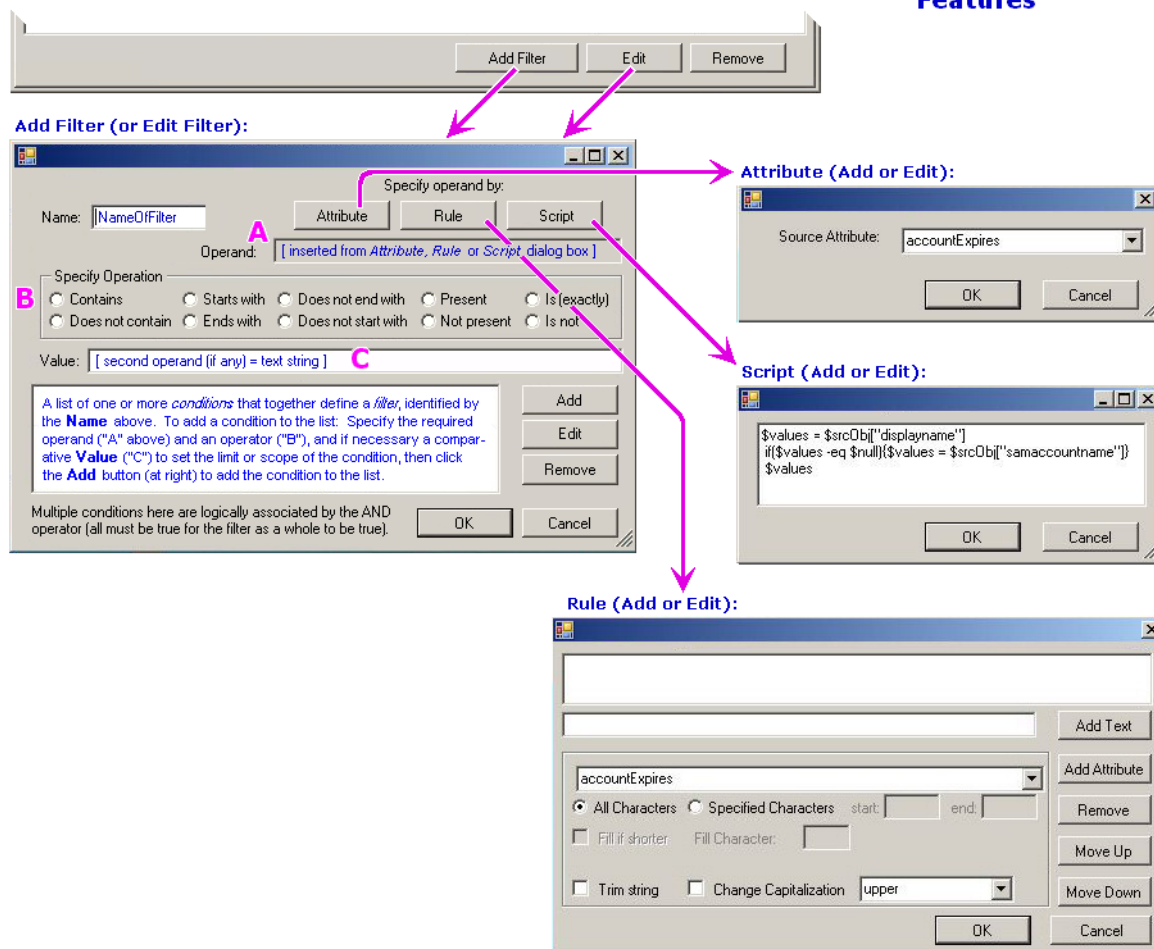 Features
Add Filter
Edit
Remove
Add Filter (or Edit Filter):
Specify operand by:
Name:
NameOfFilter
Attribute
Rule
Script
A
Operand:
[ inserted from Attribute, Rule or Script dialog box ]
B
Specify Operation
Contains
Starts with
Does not end with
Present
Is (exactly)
Does not contain
Ends with
Does not start with
Not present
Is not
Value:
[ second operand (if any) = text string ]
C
A list of one or more conditions that together define a filter, identified by
the Name above. To add a condition to the list: Specify the required
operand ("A" above) and an operator ("B"), and if necessary a compar-
ative Value ("C") to set the limit or scope of the condition, then click
the Add button (at right) to add the condition to the list.
Add
Edit
Remove
Multiple conditions here are logically associated by the AND
operator (all must be true for the filter as a whole to be true).
OK
Cancel
Attribute (Add or Edit):
Source Attribute:
accountExpires
OK
Cancel
Script (Add or Edit):
$values = $srcObj["displayname"]
if($values -eq $null){$values = $srcObj["samaccountname"]}
$values
OK
Cancel
Rule (Add or Edit):
Add Text
accountExpires
Add Attribute
All Characters
Specified Characters
start:
end:
Remove
Fill if shorter
Fill Character:
Move Up
Trim string
Change Capitalization
upper
Move Down
OK
Cancel